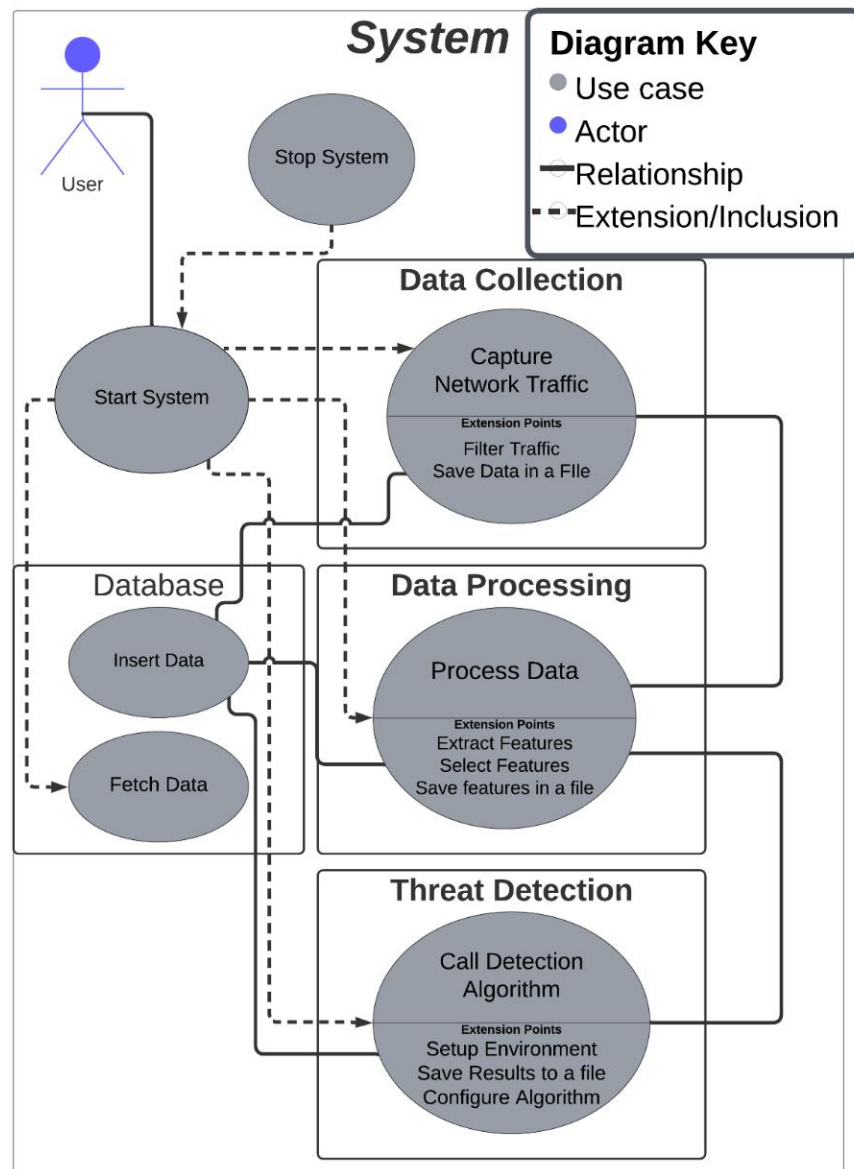 System
Diagram Key
Use case
Actor
Relationship
Extension/Inclusion
User
Stop System
Start System
Data Collection
Capture
Network Traffic
Extension Points
Filter Traffic
Save Data in a FIle
Database
Insert Data
Fetch Data
Data Processing
Process Data
Extension Points
Extract Features
Select Features
Save features in a file
Threat Detection
Call Detection
Algorithm
Extension Points
Setup Environment
Save Results to a file
Configure Algorithm